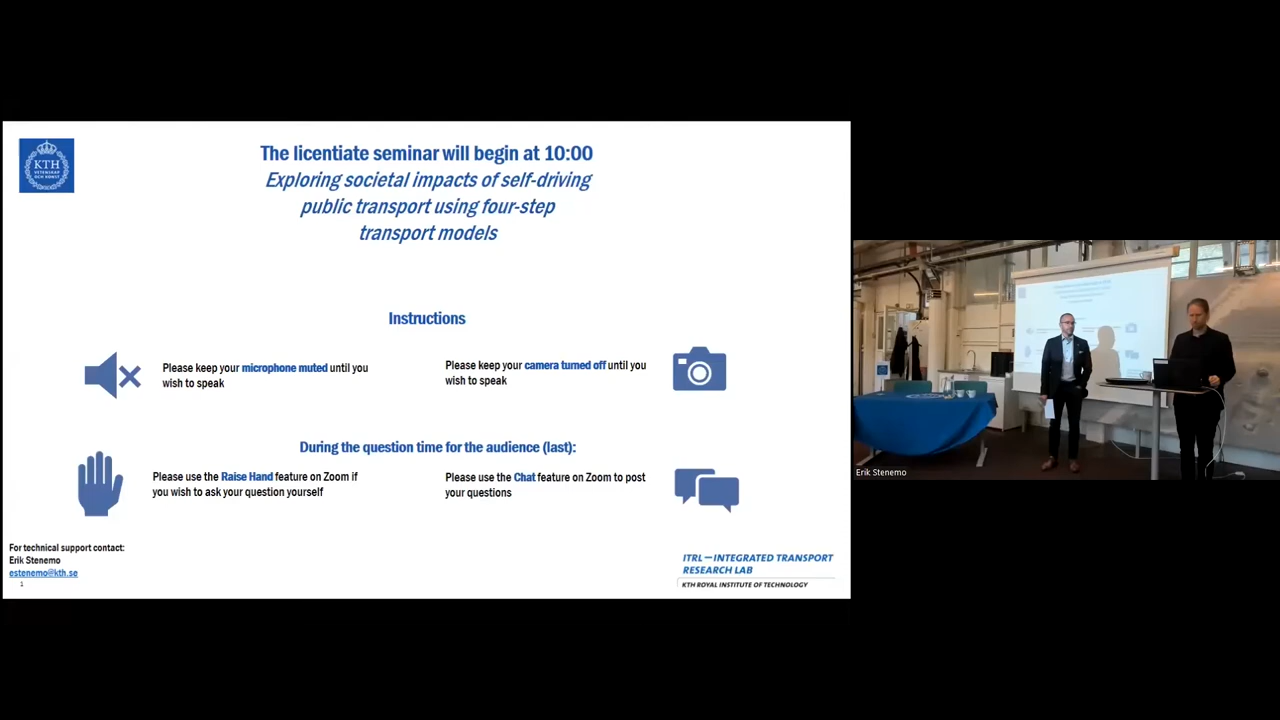 The licentiate seminar will begin at 10:00
Exploring societal impacts of self-driving
public transport using four-step
transport models
KTH
VETENSKAP
OCH KONST
Instructions
Please keep your microphone muted until you
wish to speak
Please keep your camera turned off until you
wish to speak
During the question time for the audience (last):
Please use the Raise Hand feature on Zoom if
you wish to ask your question yourself
Please use the Chat feature on Zoom to post
your questions
For technical support contact:
Erik Stenemo
estenemo@kth.se
1
ITRL—INTEGRATED TRANSPORT
RESEARCH LAB
KTH ROYAL INSTITUTE OF TECHNOLOGY
Erik Stenemo